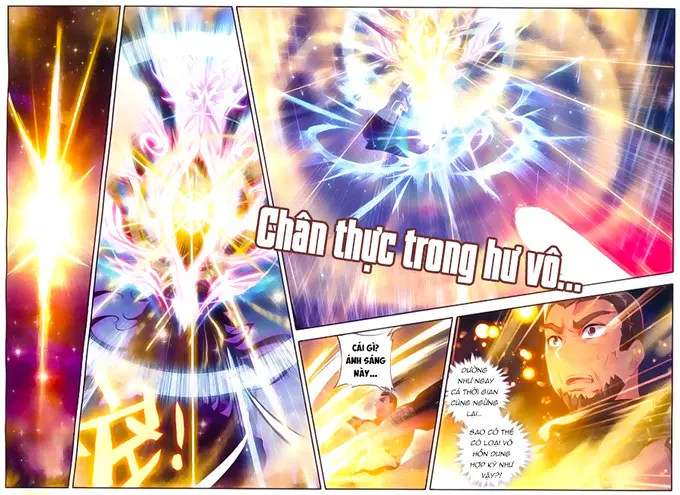 Chân thực trong hư vô...
CÁI GÌ?
ÁNH SÁNG
NÀY...
DƯỜNG
NHƯ NGAY
CẢ THỜI GIAN
CŨNG NGỪNG
LẠI...
SAO CÓ THỂ
CÓ LOẠI VÕ
HỒN DUNG
HỢP KỸ NHƯ
VẬY?!